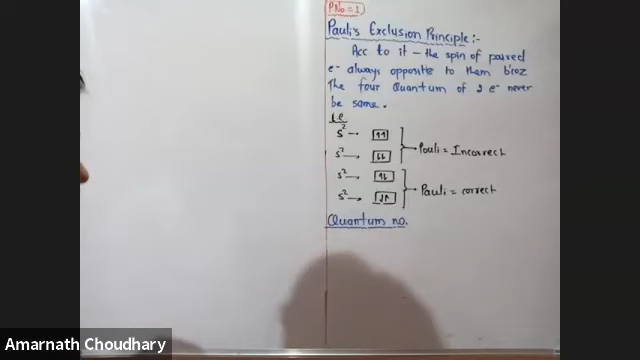 P.No = 1
Pauli's Exclusion Principle :-
Acc to it - the spin of paired
e- always opposite to them b'coz
The four Quantum of 2 e- never
be same.
i.e
s² → ↿↿
s² → ⇂⇂
Pauli = Incorrect
s² → ↿⇂
s² → ⇃↾
Pauli = correct
Quantum no.
Amarnath Choudhary